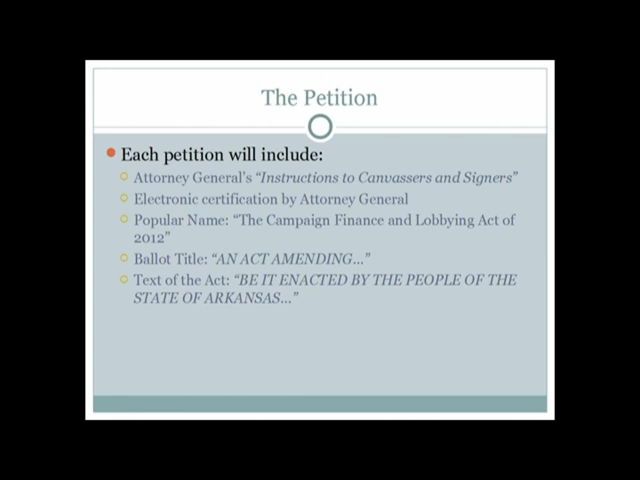 The Petition
Each petition will include:
Attorney General's “Instructions to Canvassers and Signers”
Electronic certification by Attorney General
Popular Name: “The Campaign Finance and Lobbying Act of
2012”
Ballot Title: “AN ACT AMENDING…”
Text of the Act: “BE IT ENACTED BY THE PEOPLE OF THE
STATE OF ARKANSAS…”